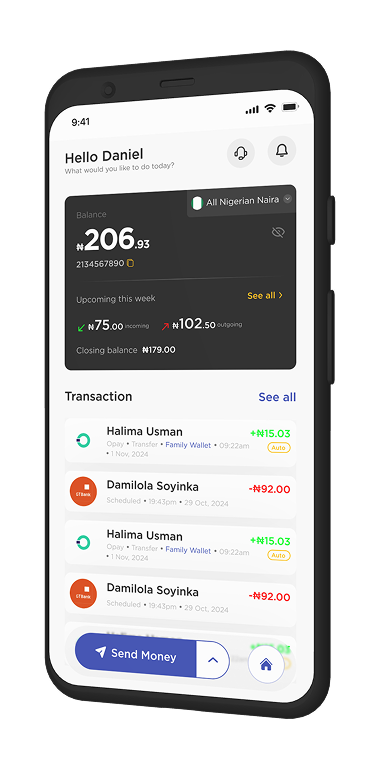 9:41
Hello Daniel
What would you like to do today?
Balance
All Nigerian Naira
₦206.93
2134567890
Upcoming this week
See all >
₦75.00 incoming
₦102.50 outgoing
Closing balance ₦179.00
Transaction
See all
Halima Usman
+₦15.03
Opay • Transfer • Family Wallet • 09:22am
• 1 Nov, 2024
Auto
GTBank
Damilola Soyinka
-₦92.00
Scheduled • 19:43pm • 29 Oct, 2024
Halima Usman
+₦15.03
Opay • Transfer • Family Wallet • 09:22am
• 1 Nov, 2024
Auto
GTBank
Damilola Soyinka
-₦92.00
Scheduled • 19:43pm • 29 Oct, 2024
Send Money